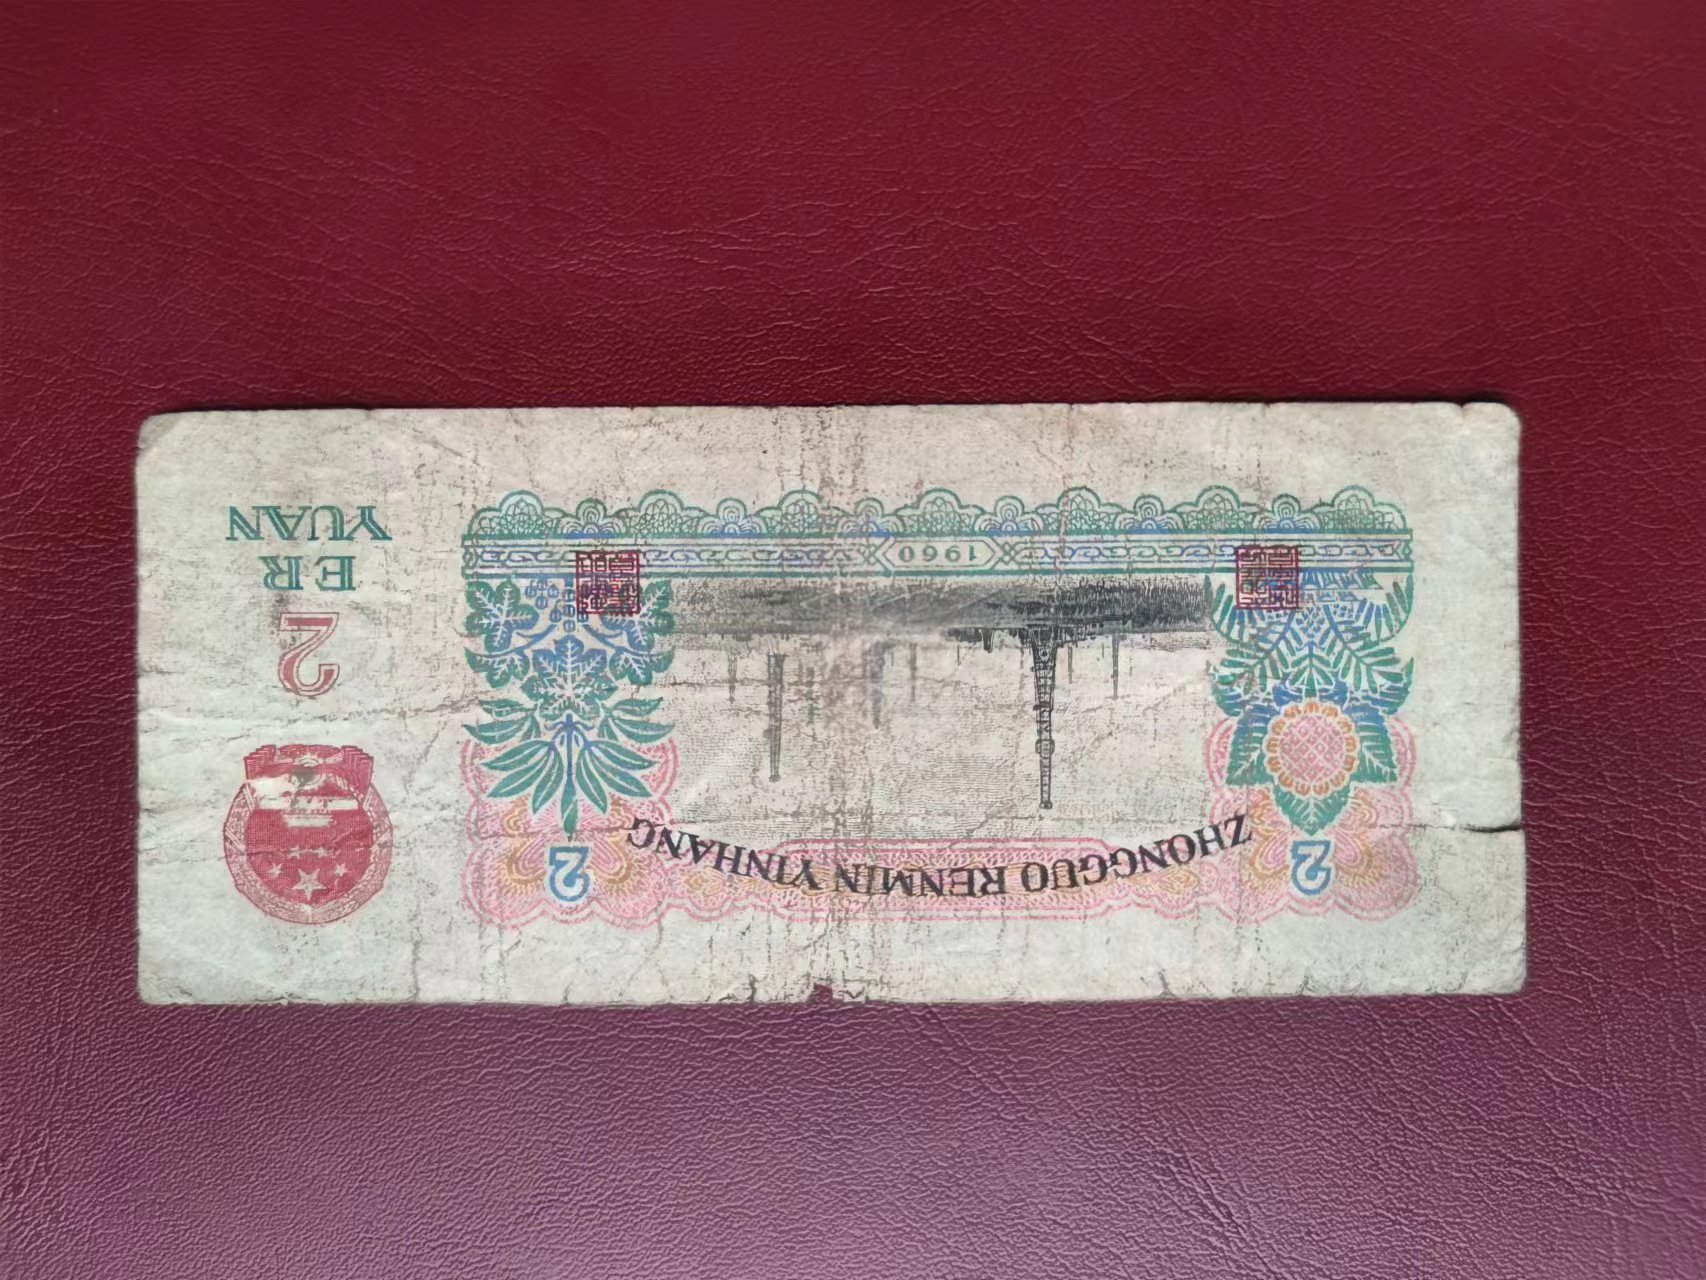 ZHONGGUO RENMIN YINHANG
2
2
2
ER
YUAN
1960